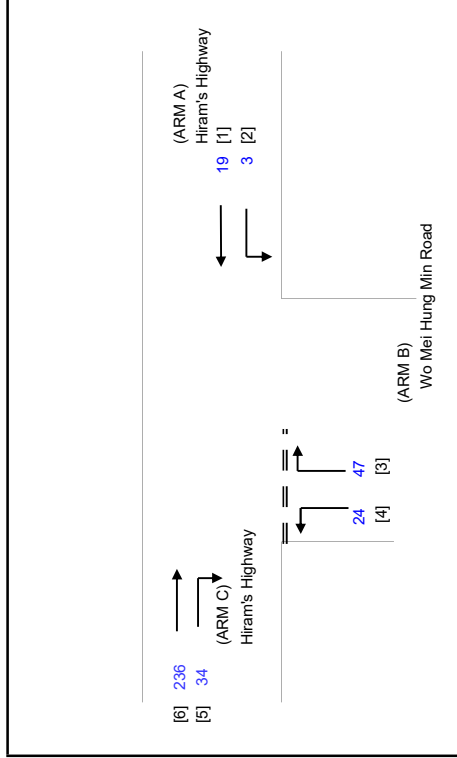 (ARM A)
Hiram's Highway
19 [1]
3 [2]
[6] 236
[5] 34
(ARM C)
Hiram's Highway
24 47
[4] [3]
(ARM B)
Wo Mei Hung Min Road